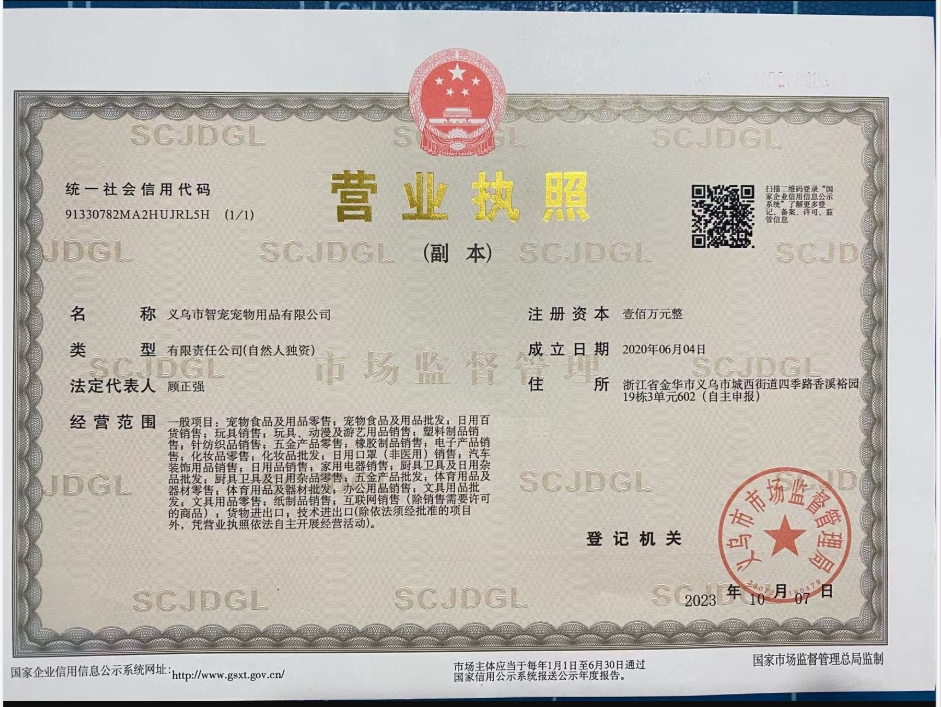 统一社会信用代码
91330782MA2HUJRL5H (1/1)
营业执照
(副 本)
扫描二维码登录“国
家企业信用信息公示
系统”了解更多登
记、备案、许可、监
管信息
名 称 义乌市智宠宠物用品有限公司
类 型 有限责任公司(自然人独资)
法定代表人 顾正强
经营范围 一般项目：宠物食品及用品零售；宠物食品及用品批发；日用百
货销售；玩具销售；玩具、动漫及游艺用品销售；塑料制品销
售；针纺织品销售；五金产品零售；橡胶制品销售；电子产品销
售；化妆品零售；化妆品批发；日用口罩（非医用）销售；汽车
装饰用品销售；日用品销售；家用电器销售；厨具卫具及日用杂
品批发；厨具卫具及日用杂品零售；五金产品批发；体育用品及
器材零售；体育用品及器材批发；办公用品销售；文具用品批
发；文具用品零售；纸制品销售；互联网销售（除销售需要许可
的商品）；货物进出口；技术进出口(除依法须经批准的项目
外，凭营业执照依法自主开展经营活动)。
注册资本 壹佰万元整
成立日期 2020年06月04日
住 所 浙江省金华市义乌市城西街道四季路香溪裕园
19栋3单元602（自主申报）
市场监督管理
登记机关
义乌市市场监督管理局
2023 年 10 月 07 日
SCJDGL
国家企业信用信息公示系统网址：http://www.gsxt.gov.cn/
市场主体应当于每年1月1日至6月30日通过
国家信用公示系统报送公示年度报告。
国家市场监督管理总局监制